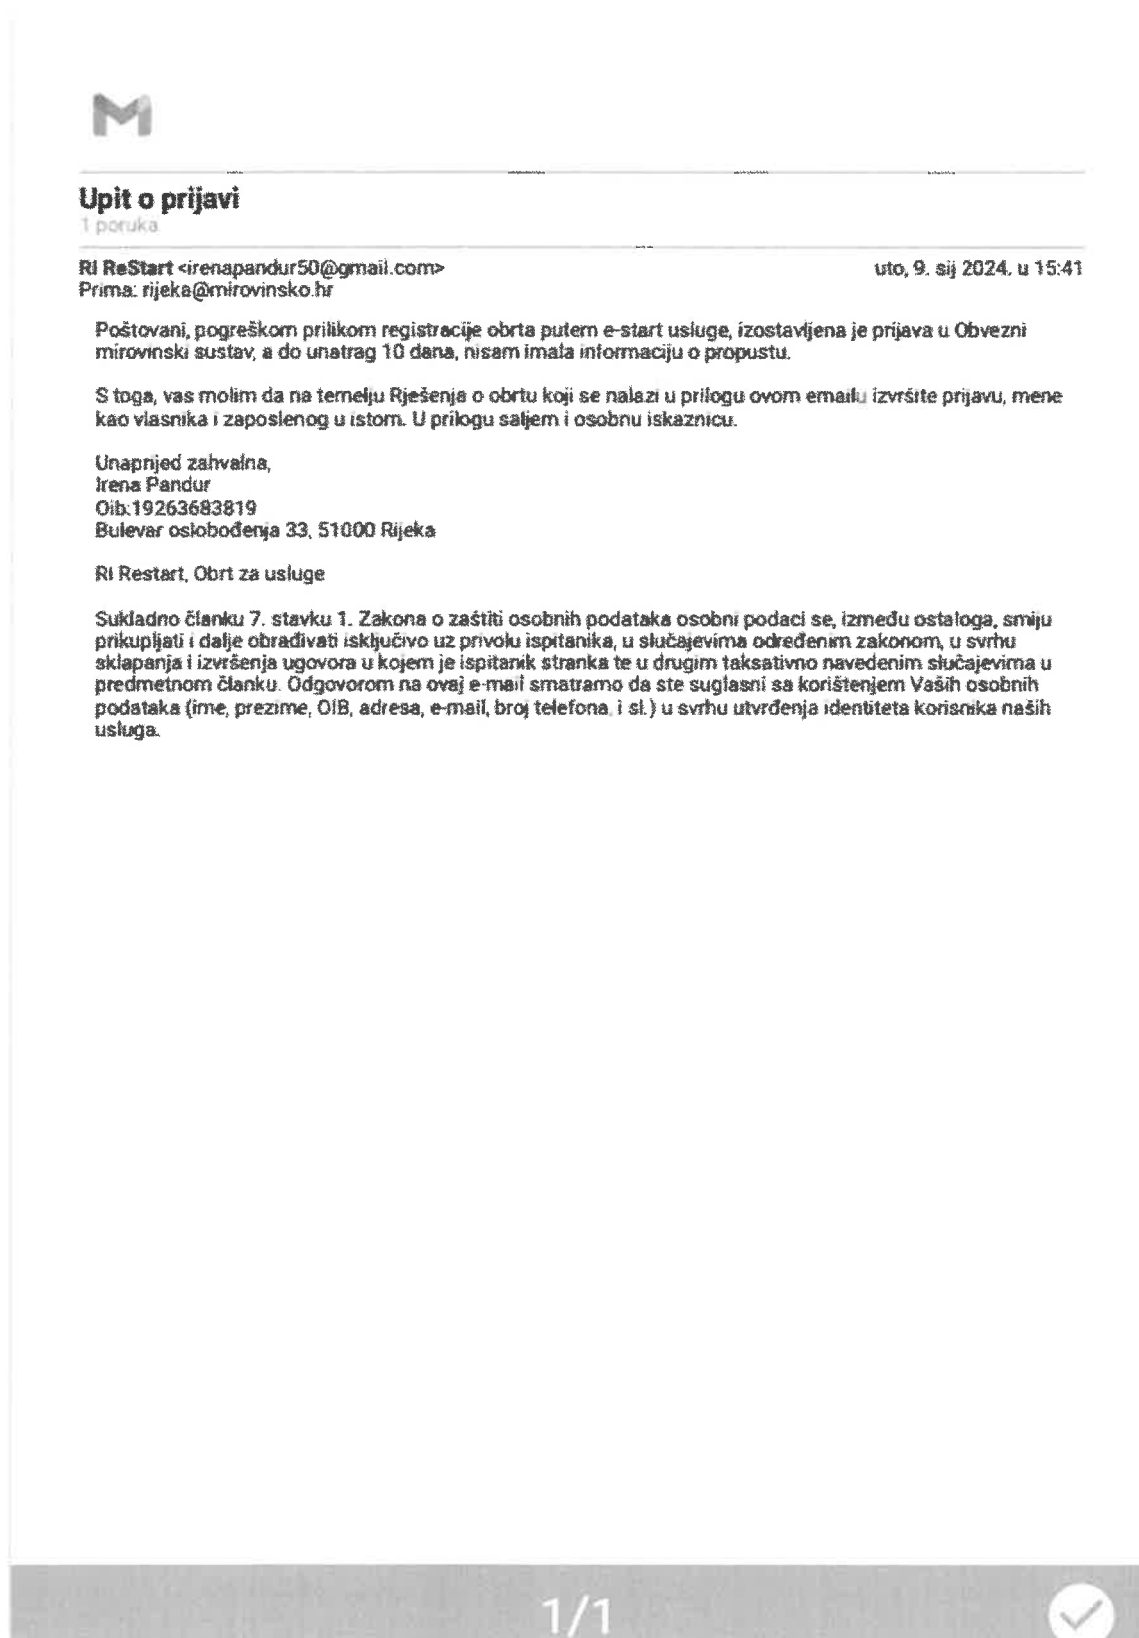 M
Upit o prijavi
1 poruka
RI ReStart <irenapandur50@gmail.com>
uto, 9. sij 2024. u 15:41
Prima: rijeka@mirovinsko.hr
Poštovani, pogreškom prilikom registracije obrta putem e-start usluge, izostavljena je prijava u Obvezni
mirovinski sustav, a do unatrag 10 dana, nisam imala informaciju o propustu.
S toga, vas molim da na temelju Rješenja o obrtu koji se nalazi u prilogu ovom emailu izvršite prijavu, mene
kao vlasnika i zaposlenog u istom. U prilogu saljem i osobnu iskaznicu.
Unaprijed zahvalna,
Irena Pandur
Oib:19263683819
Bulevar oslobođenja 33, 51000 Rijeka
RI Restart, Obrt za usluge
Sukladno članku 7. stavku 1. Zakona o zaštiti osobnih podataka osobni podaci se, između ostaloga, smiju
prikupljati i dalje obrađivati isključivo uz privolu ispitanika, u slučajevima određenim zakonom, u svrhu
sklapanja i izvršenja ugovora u kojem je ispitanik stranka te u drugim taksativno navedenim slučajevima u
predmetnom članku. Odgovorom na ovaj e-mail smatramo da ste suglasni sa korištenjem Vaših osobnih
podataka (ime, prezime, OIB, adresa, e-mail, broj telefona i sl.) u svrhu utvrđenja identiteta korisnika naših
usluga.
1/1